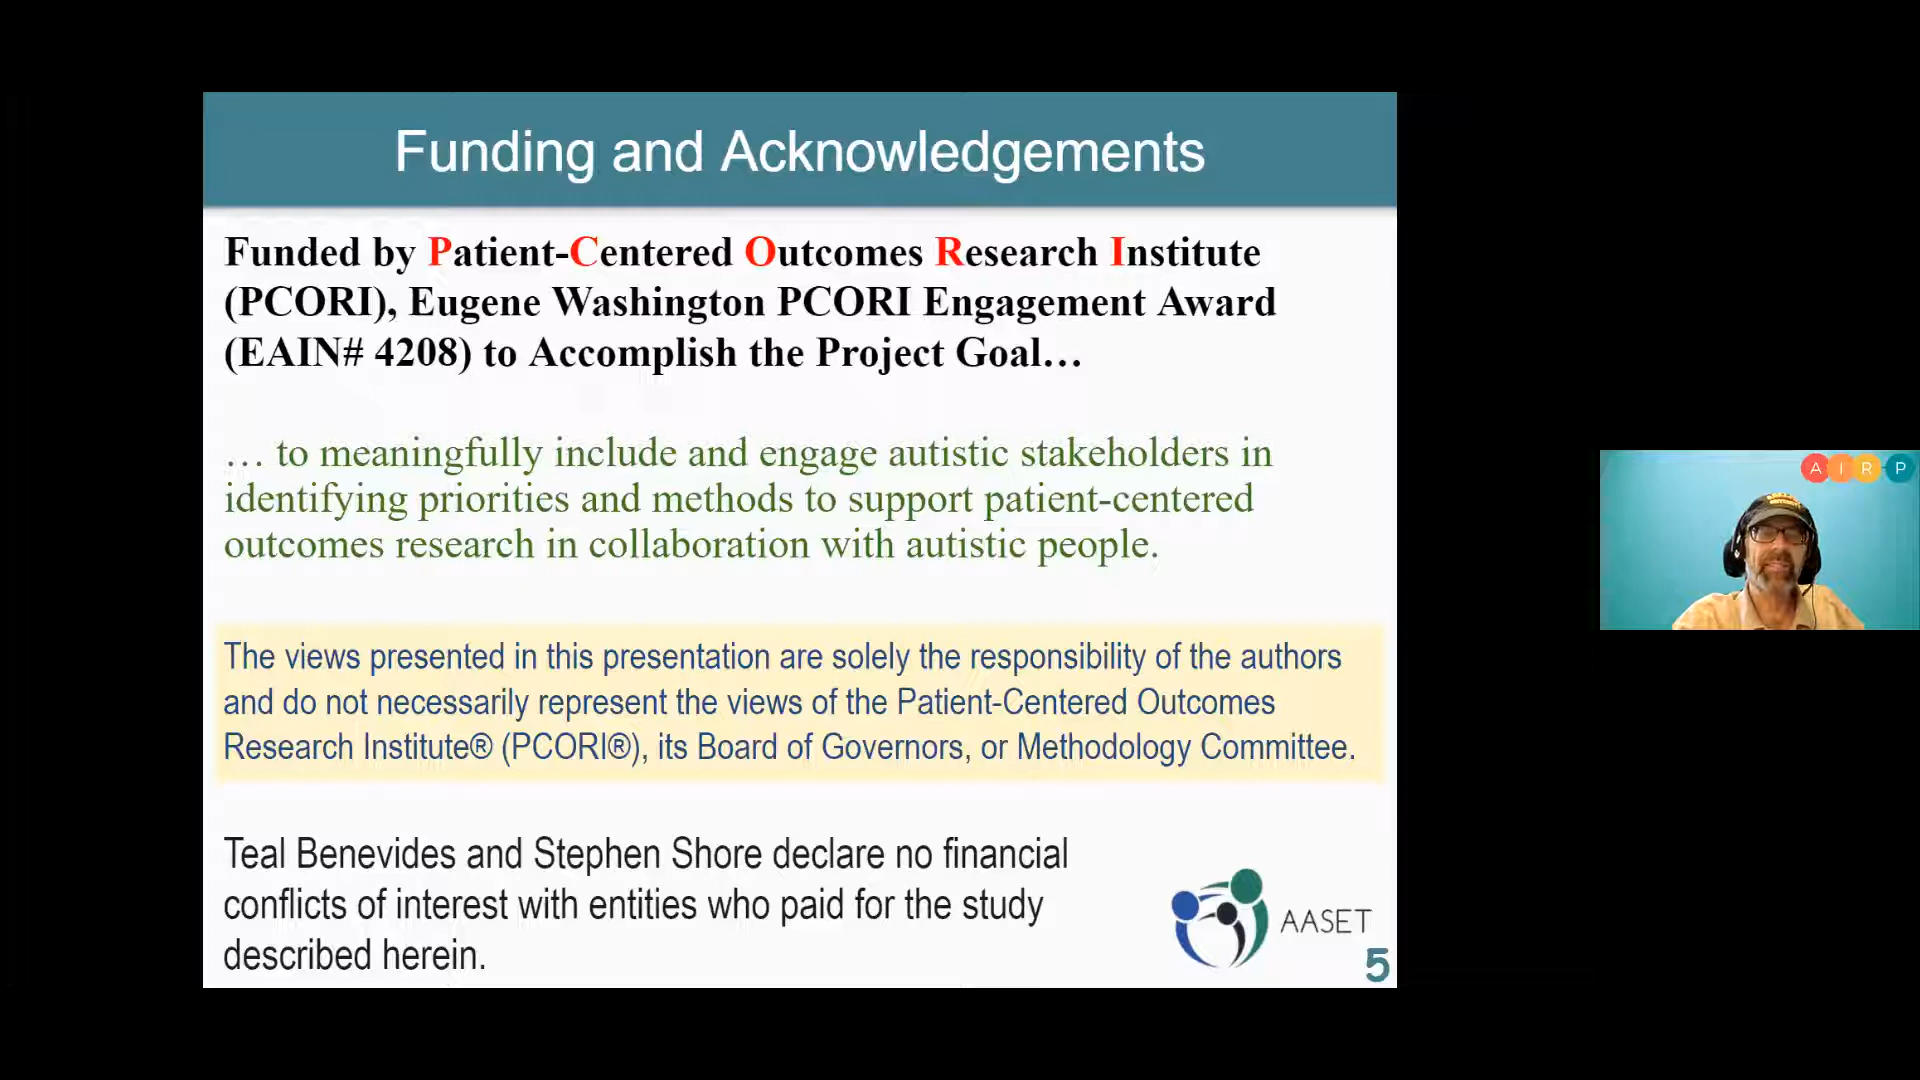 Funding and Acknowledgements
Funded by Patient-Centered Outcomes Research Institute
(PCORI), Eugene Washington PCORI Engagement Award
(EAIN# 4208) to Accomplish the Project Goal…
… to meaningfully include and engage autistic stakeholders in
identifying priorities and methods to support patient-centered
outcomes research in collaboration with autistic people.
The views presented in this presentation are solely the responsibility of the authors
and do not necessarily represent the views of the Patient-Centered Outcomes
Research Institute® (PCORI®), its Board of Governors, or Methodology Committee.
Teal Benevides and Stephen Shore declare no financial
conflicts of interest with entities who paid for the study
described herein.
AASET
5
A I R-P